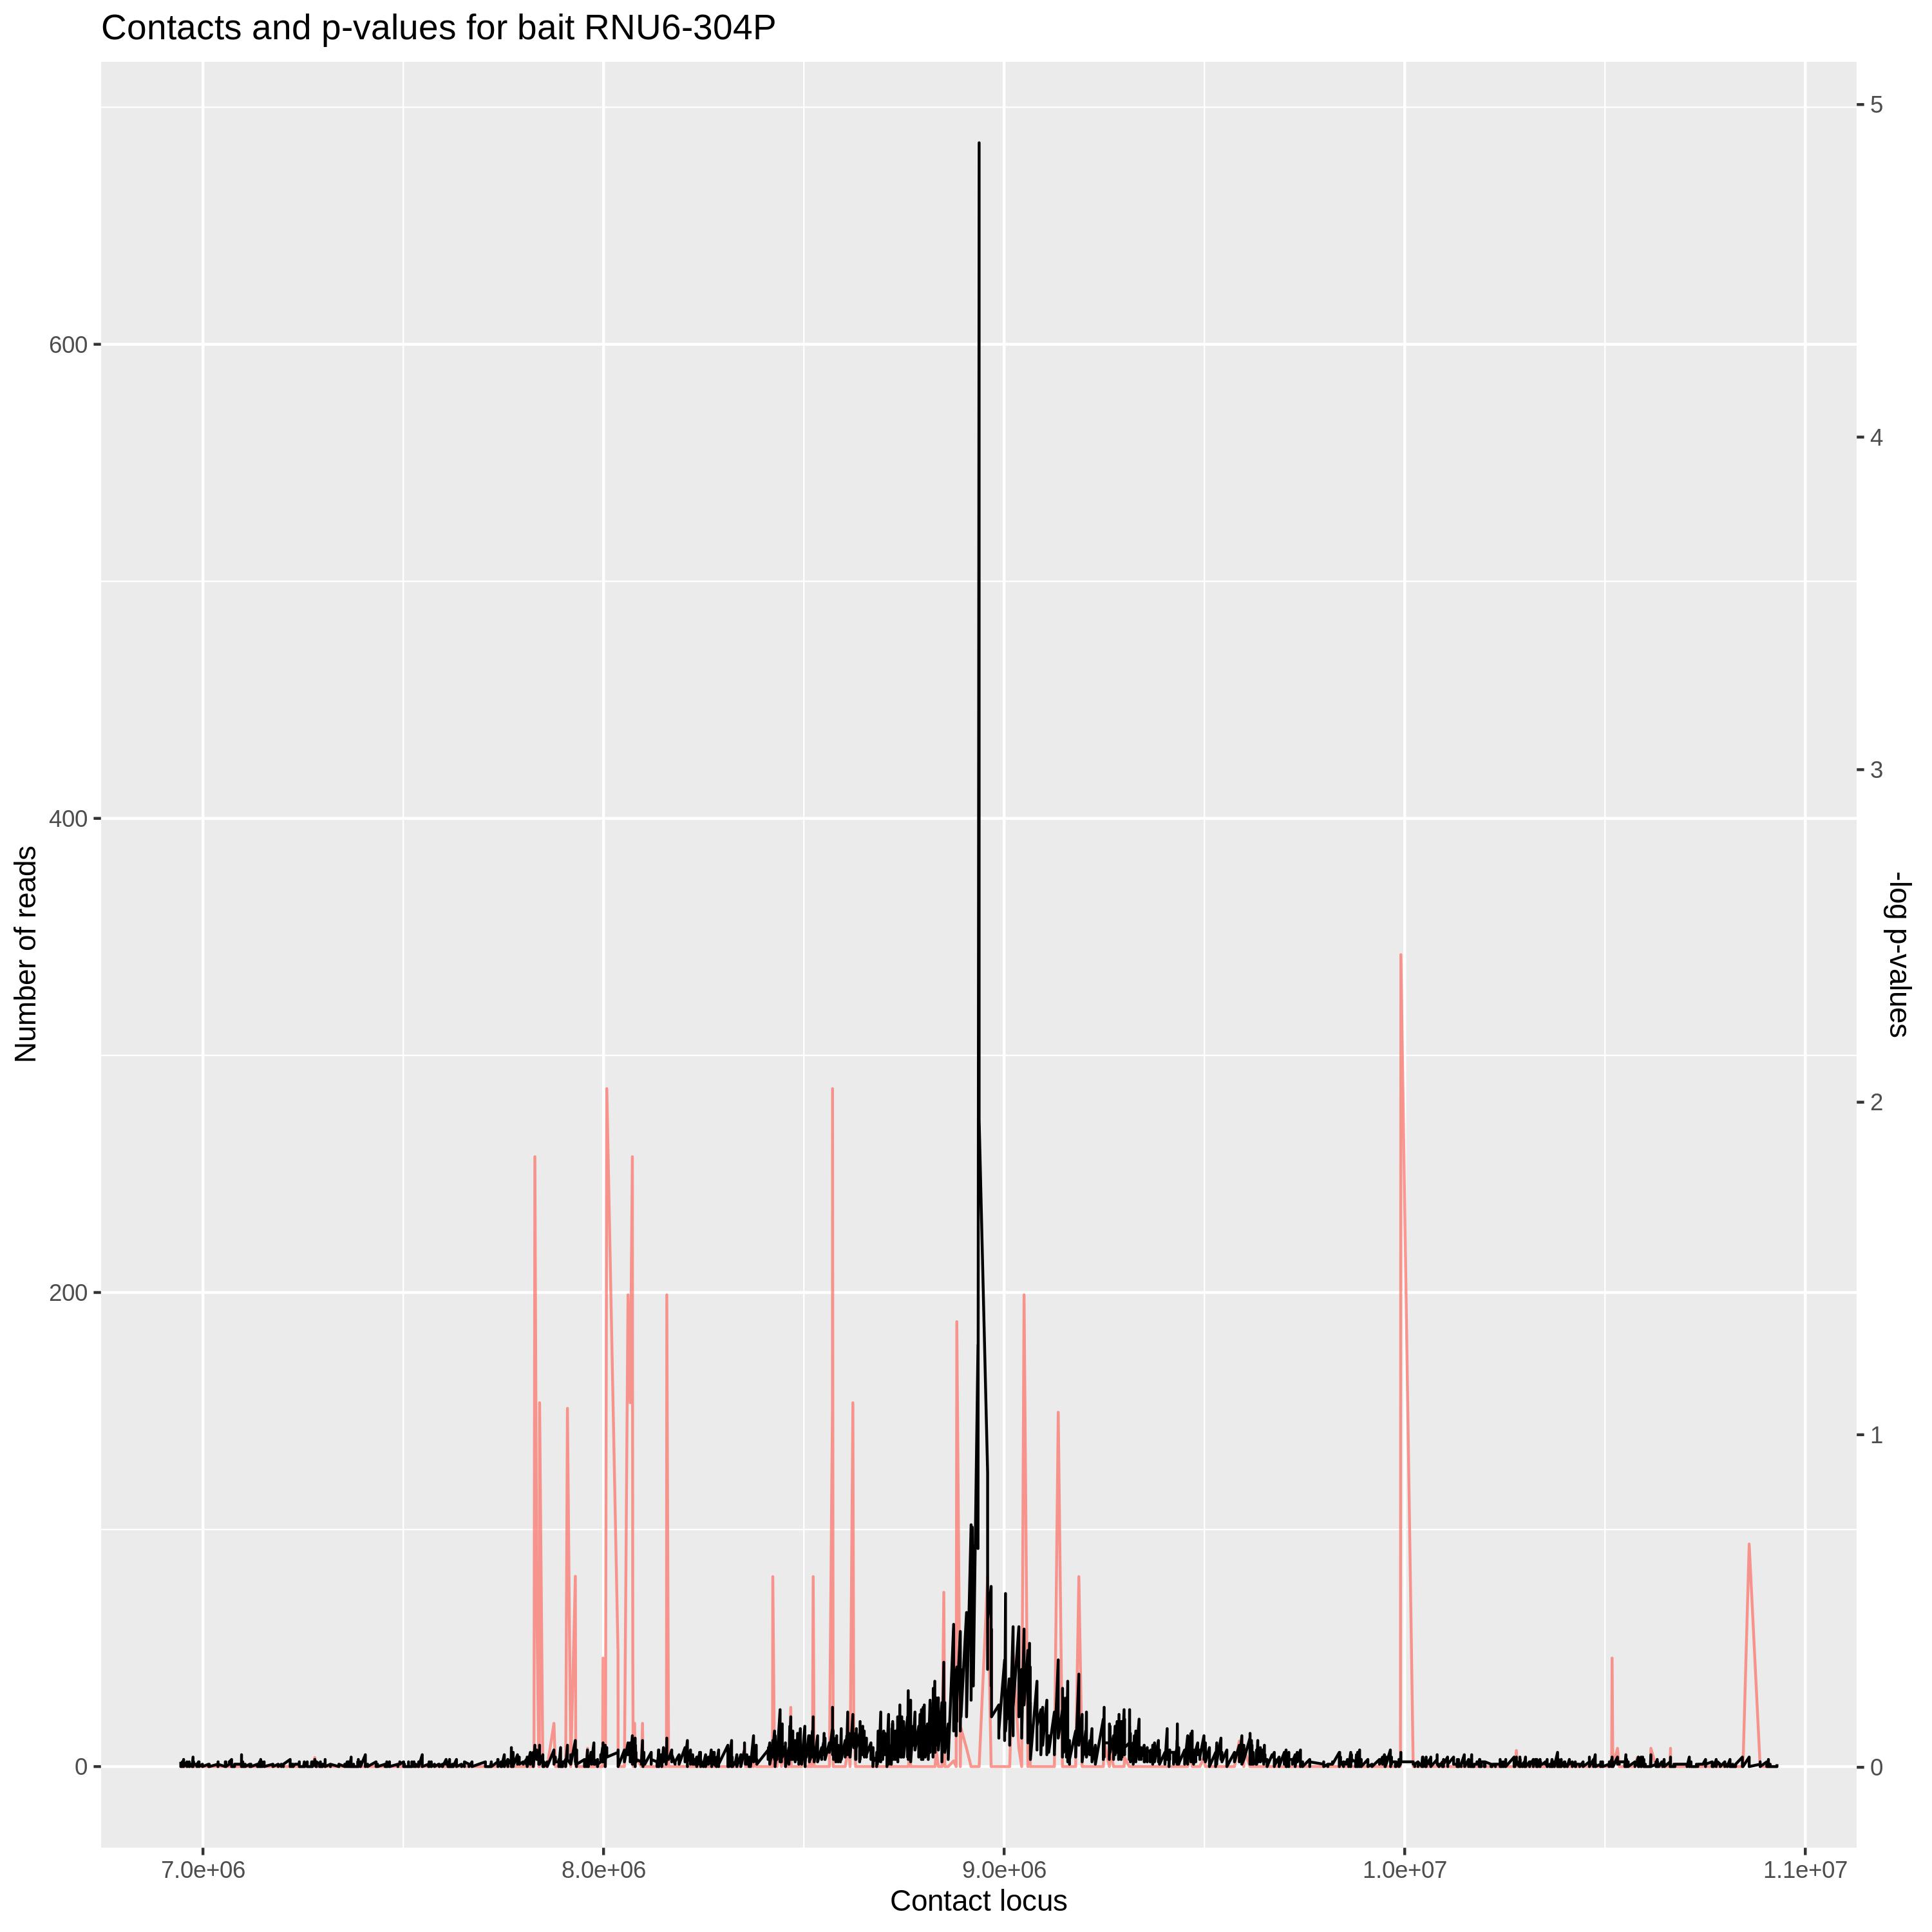 Contacts and p-values for bait RNU6-304P
5
600
4
3
400
Number of reads
-log p-values
2
200
1
0
0
7.0e+06
8.0e+06
9.0e+06
1.0e+07
1.1e+07
Contact locus